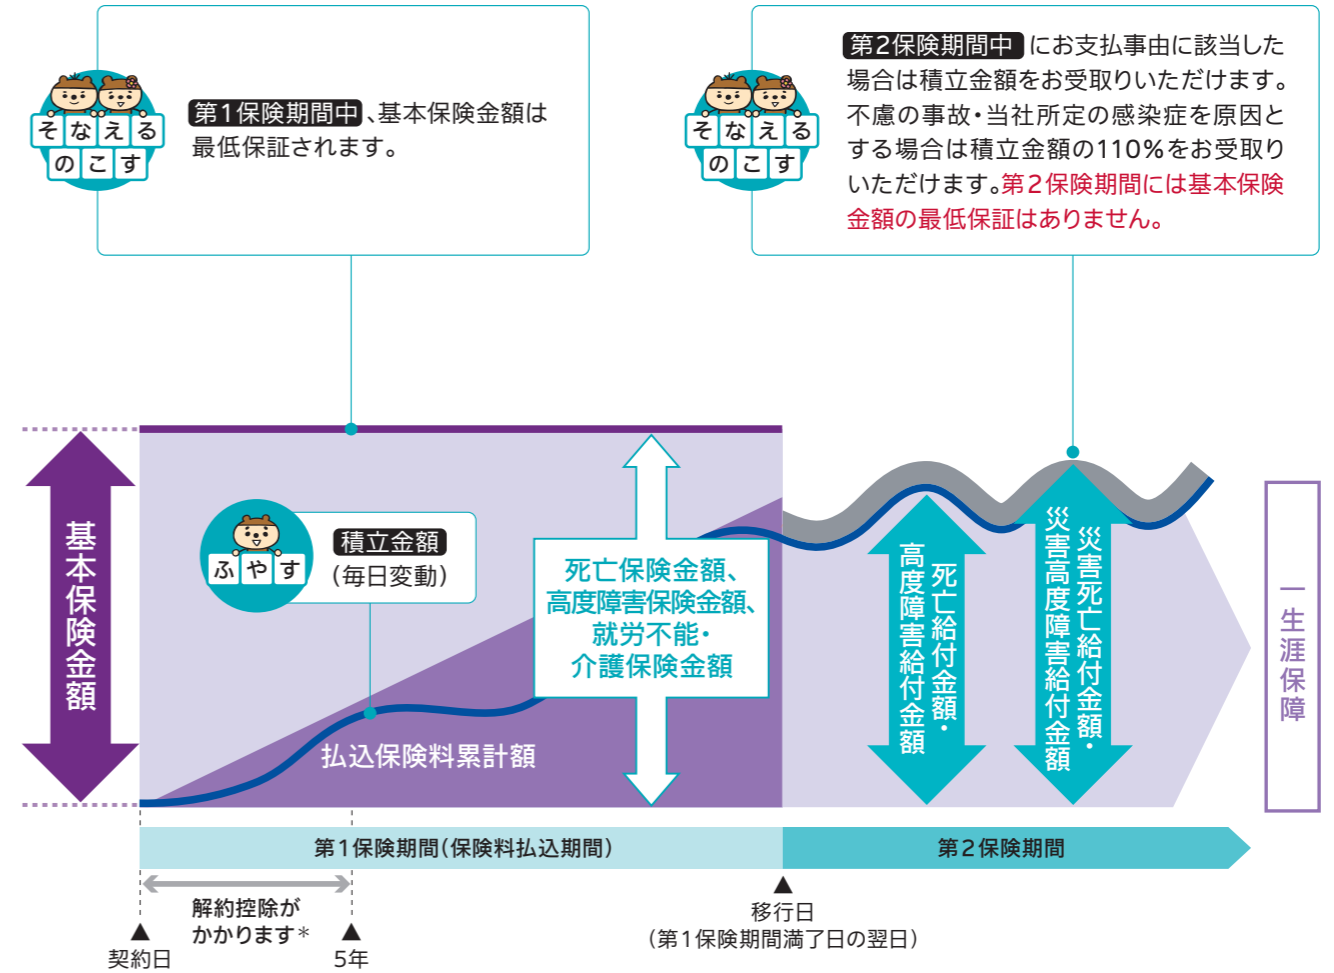 そなえる
のこす
第1保険期間中、基本保険金額は
最低保証されます。
そなえる
のこす
第2保険期間中にお支払事由に該当した
場合は積立金額をお受取りいただけます。
不慮の事故・当社所定の感染症を原因と
する場合は積立金額の110%をお受取り
いただけます。第2保険期間には基本保険
金額の最低保証はありません。
基本保険金額
ふやす
積立金額
(毎日変動)
払込保険料累計額
死亡保険金額、
高度障害保険金額、
就労不能・
介護保険金額
死亡給付金額・
高度障害給付金額
災害死亡給付金額・
災害高度障害給付金額
一生涯保障
第1保険期間(保険料払込期間)
第2保険期間
解約控除が
かかります*
▲
契約日
▲
5年
▲
移行日
(第1保険期間満了日の翌日)